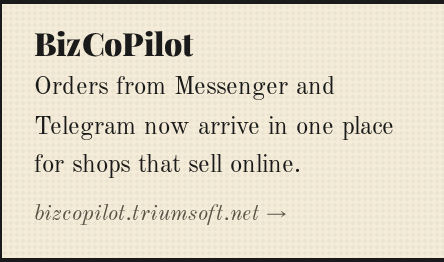 BizCoPilot
Orders from Messenger and
Telegram now arrive in one place
for shops that sell online.
bizcopilot.triumsoft.net →